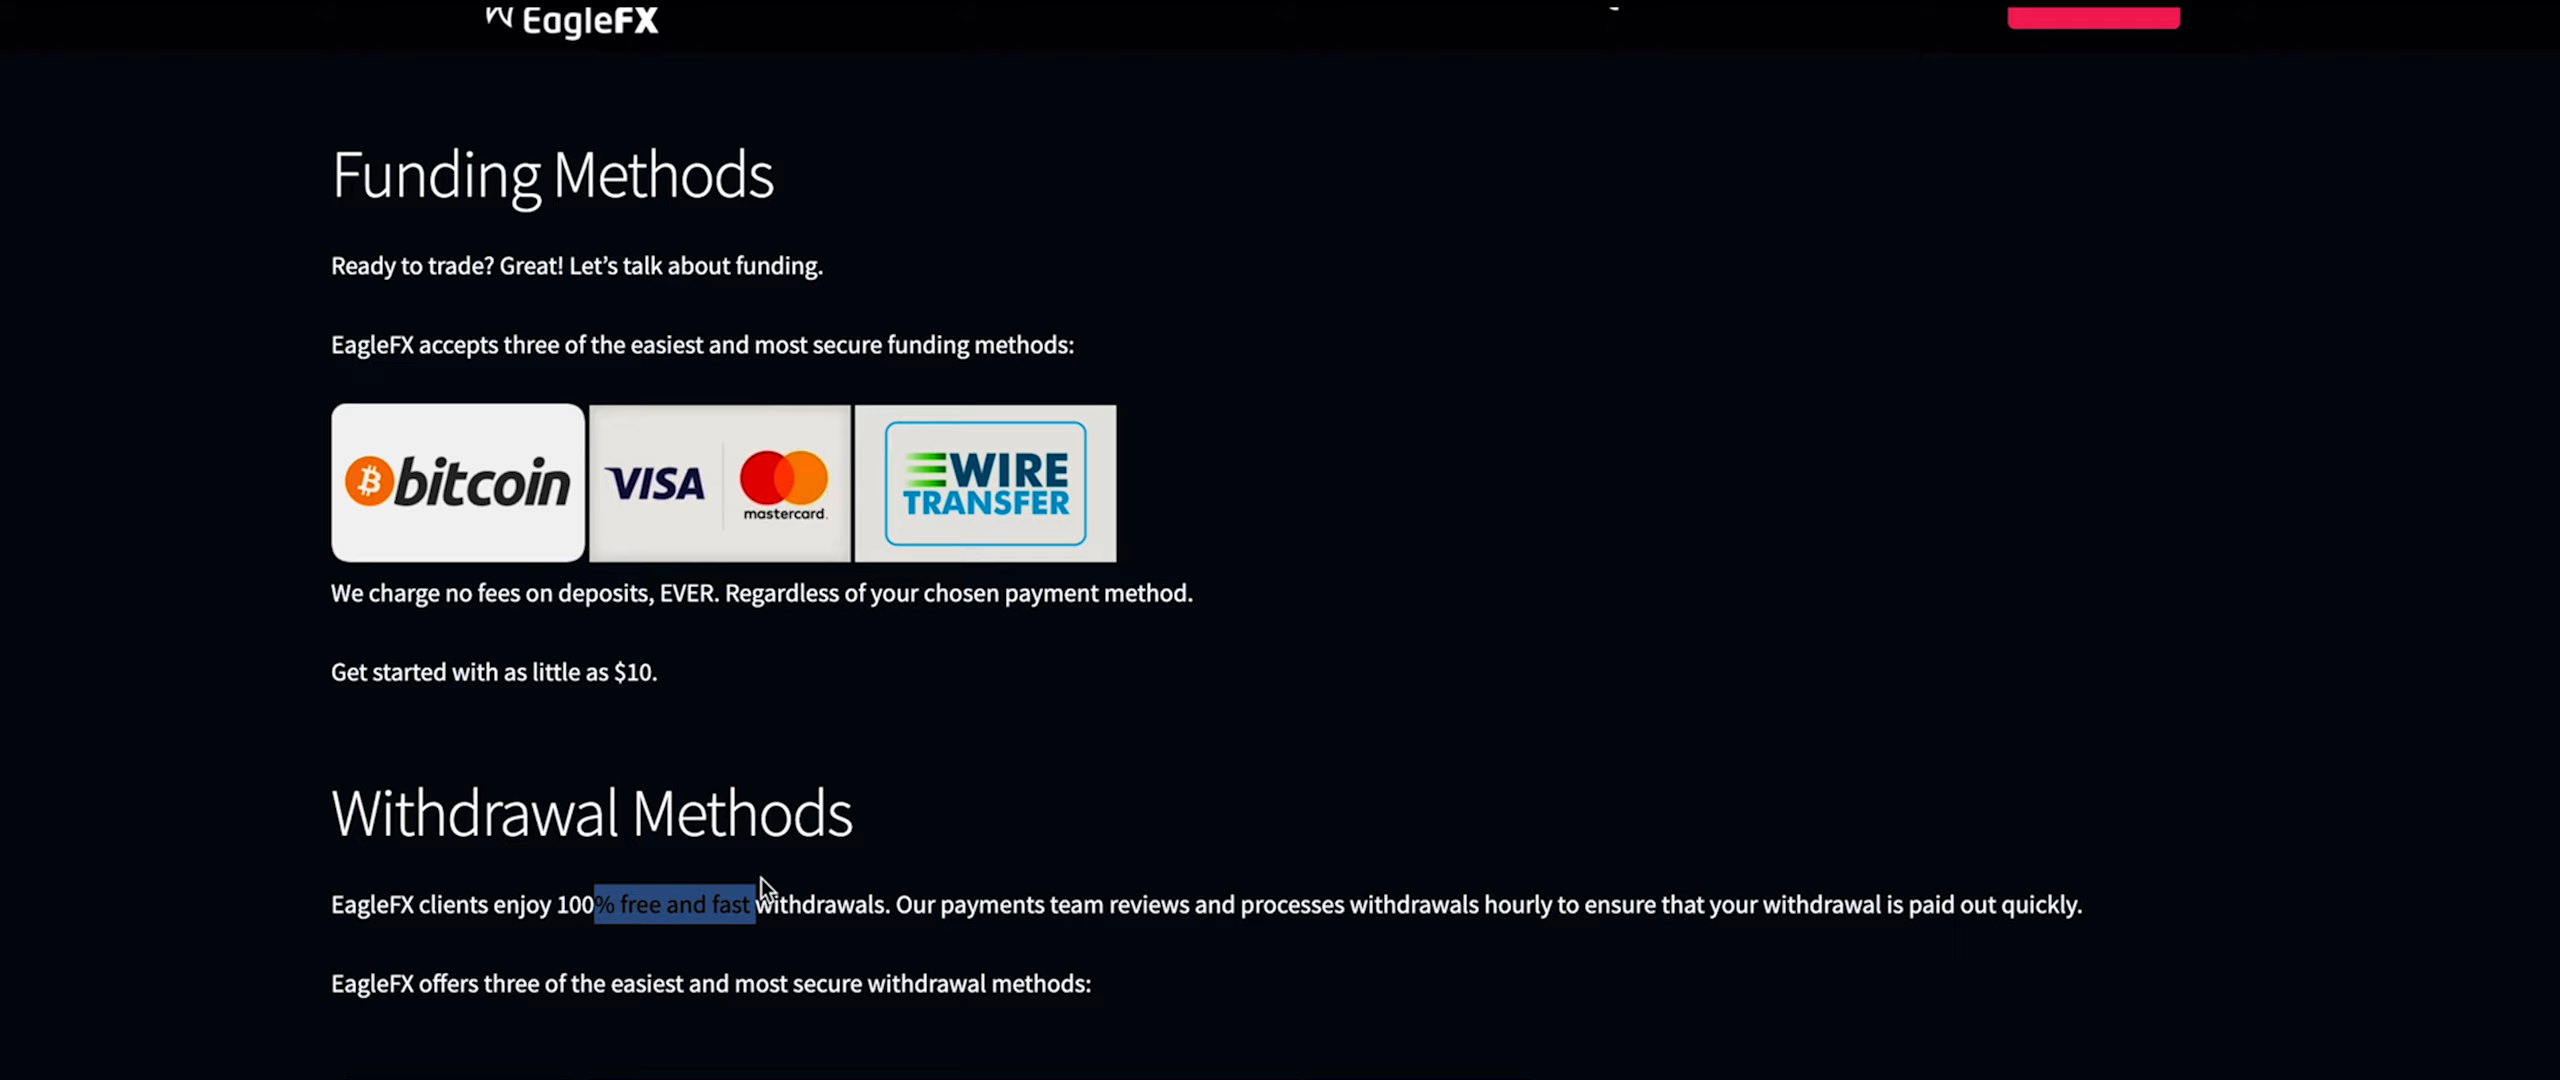 EagleFX
Funding Methods
Ready to trade? Great! Let’s talk about funding.
EagleFX accepts three of the easiest and most secure funding methods:
bitcoin VISA mastercard. WIRE TRANSFER
We charge no fees on deposits, EVER. Regardless of your chosen payment method.
Get started with as little as $10.
Withdrawal Methods
EagleFX clients enjoy 100% free and fast withdrawals. Our payments team reviews and processes withdrawals hourly to ensure that your withdrawal is paid out quickly.
EagleFX offers three of the easiest and most secure withdrawal methods: